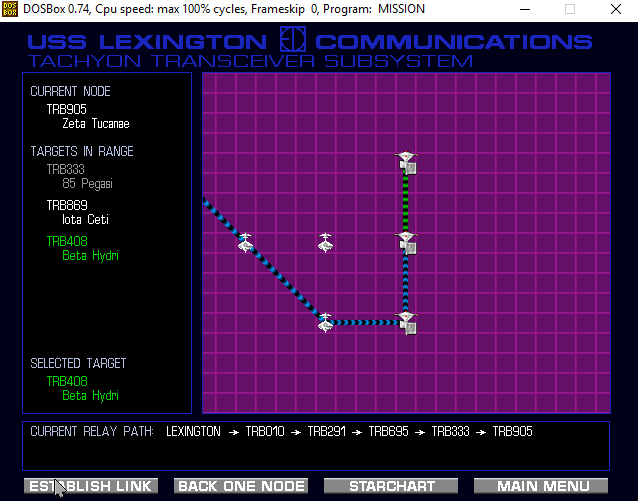 DOS
BOX
DOSBox 0.74, Cpu speed: max 100% cycles, Frameskip 0, Program: MISSION
USS LEXINGTON COMMUNICATIONS
TACHYON TRANSCEIVER SUBSYSTEM
CURRENT NODE
TRB905
Zeta Tucanae
TARGETS IN RANGE
TRB333
85 Pegasi
TRB869
Iota Ceti
TRB408
Beta Hydri
SELECTED TARGET
TRB408
Beta Hydri
CURRENT RELAY PATH: LEXINGTON → TRB010 → TRB291 → TRB695 → TRB333 → TRB905
ESTABLISH LINK BACK ONE NODE STARCHART MAIN MENU